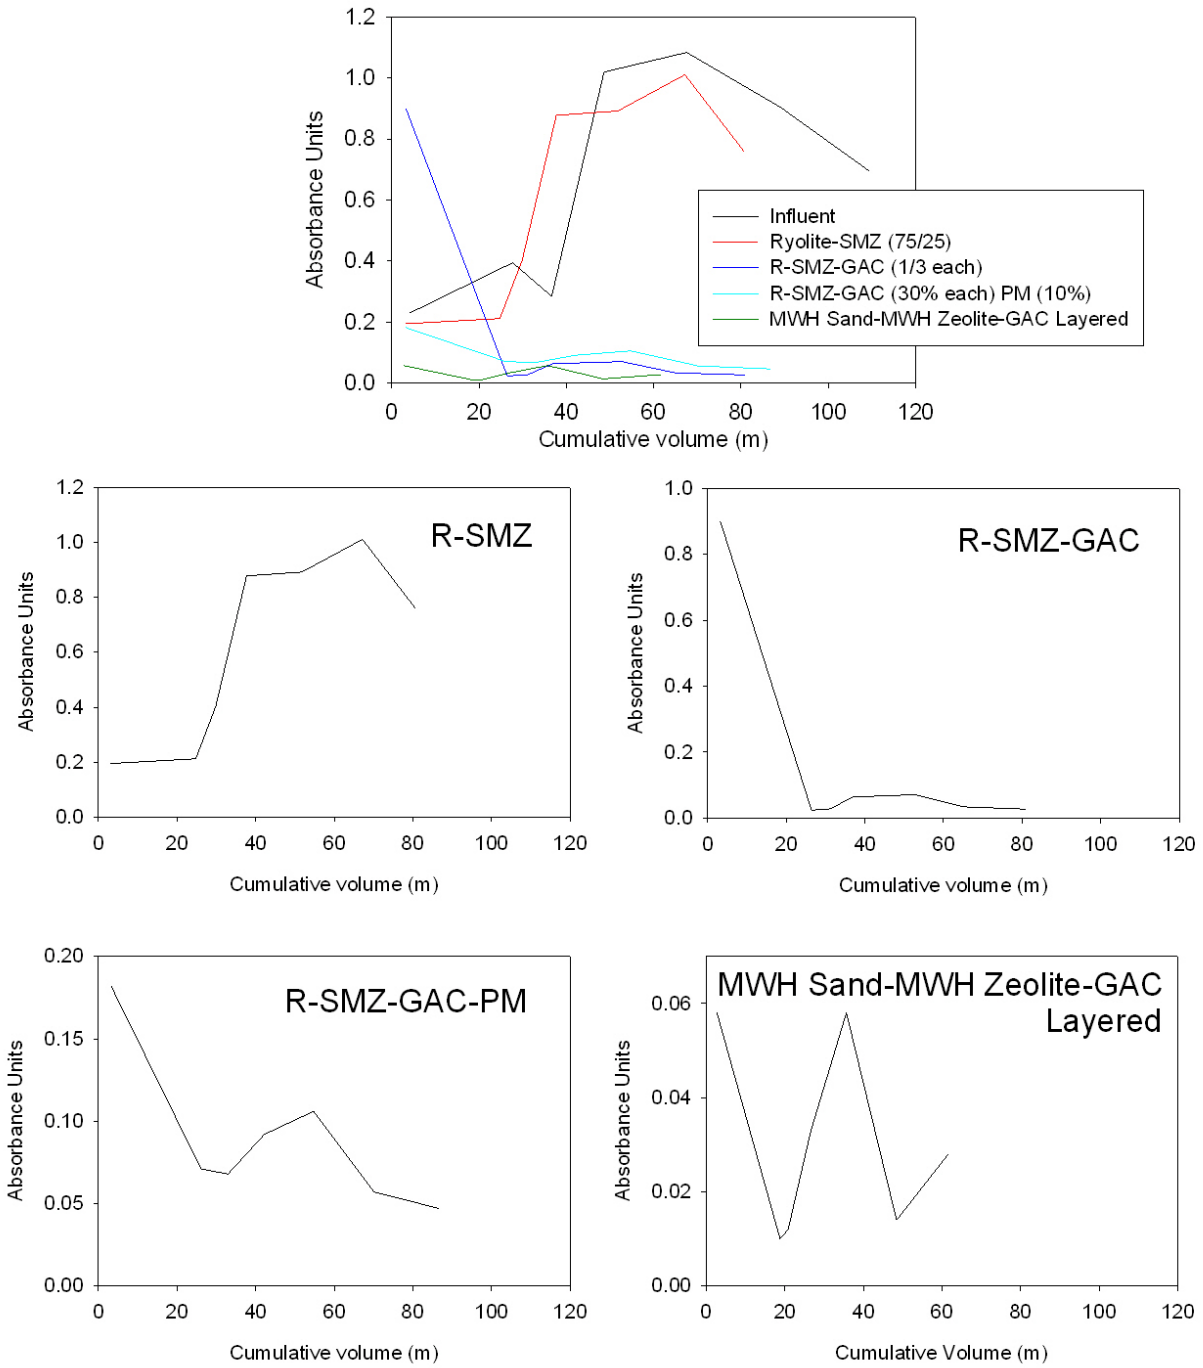 1.2
1.0
0.8
0.6
0.4
0.2
0.0
Absorbance Units
0 20 40 60 80 100 120
Cumulative volume (m)
Influent
Ryolite-SMZ (75/25)
R-SMZ-GAC (1/3 each)
R-SMZ-GAC (30% each) PM (10%)
MWH Sand-MWH Zeolite-GAC Layered
R-SMZ
1.2
1.0
0.8
0.6
0.4
0.2
0.0
Absorbance Units
0 20 40 60 80 100 120
Cumulative volume (m)
R-SMZ-GAC
1.0
0.8
0.6
0.4
0.2
0.0
Absorbance Units
0 20 40 60 80 100 120
Cumulative volume (m)
R-SMZ-GAC-PM
0.20
0.15
0.10
0.05
0.00
Absorbance Units
0 20 40 60 80 100 120
Cumulative volume (m)
MWH Sand-MWH Zeolite-GAC
Layered
0.06
0.04
0.02
0.00
Absorbance Units
0 20 40 60 80 100 120
Cumulative Volume (m)